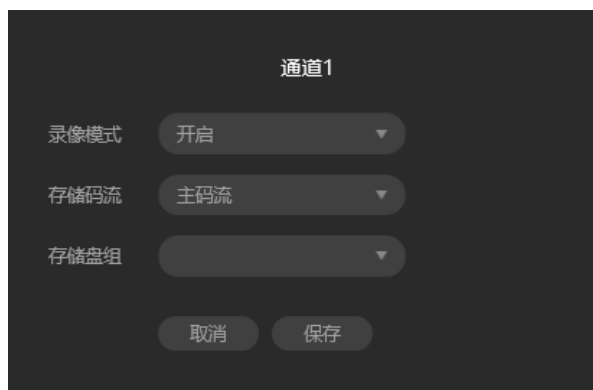 通道1
录像模式 开启
存储码流 主码流
存储盘组
取消 保存